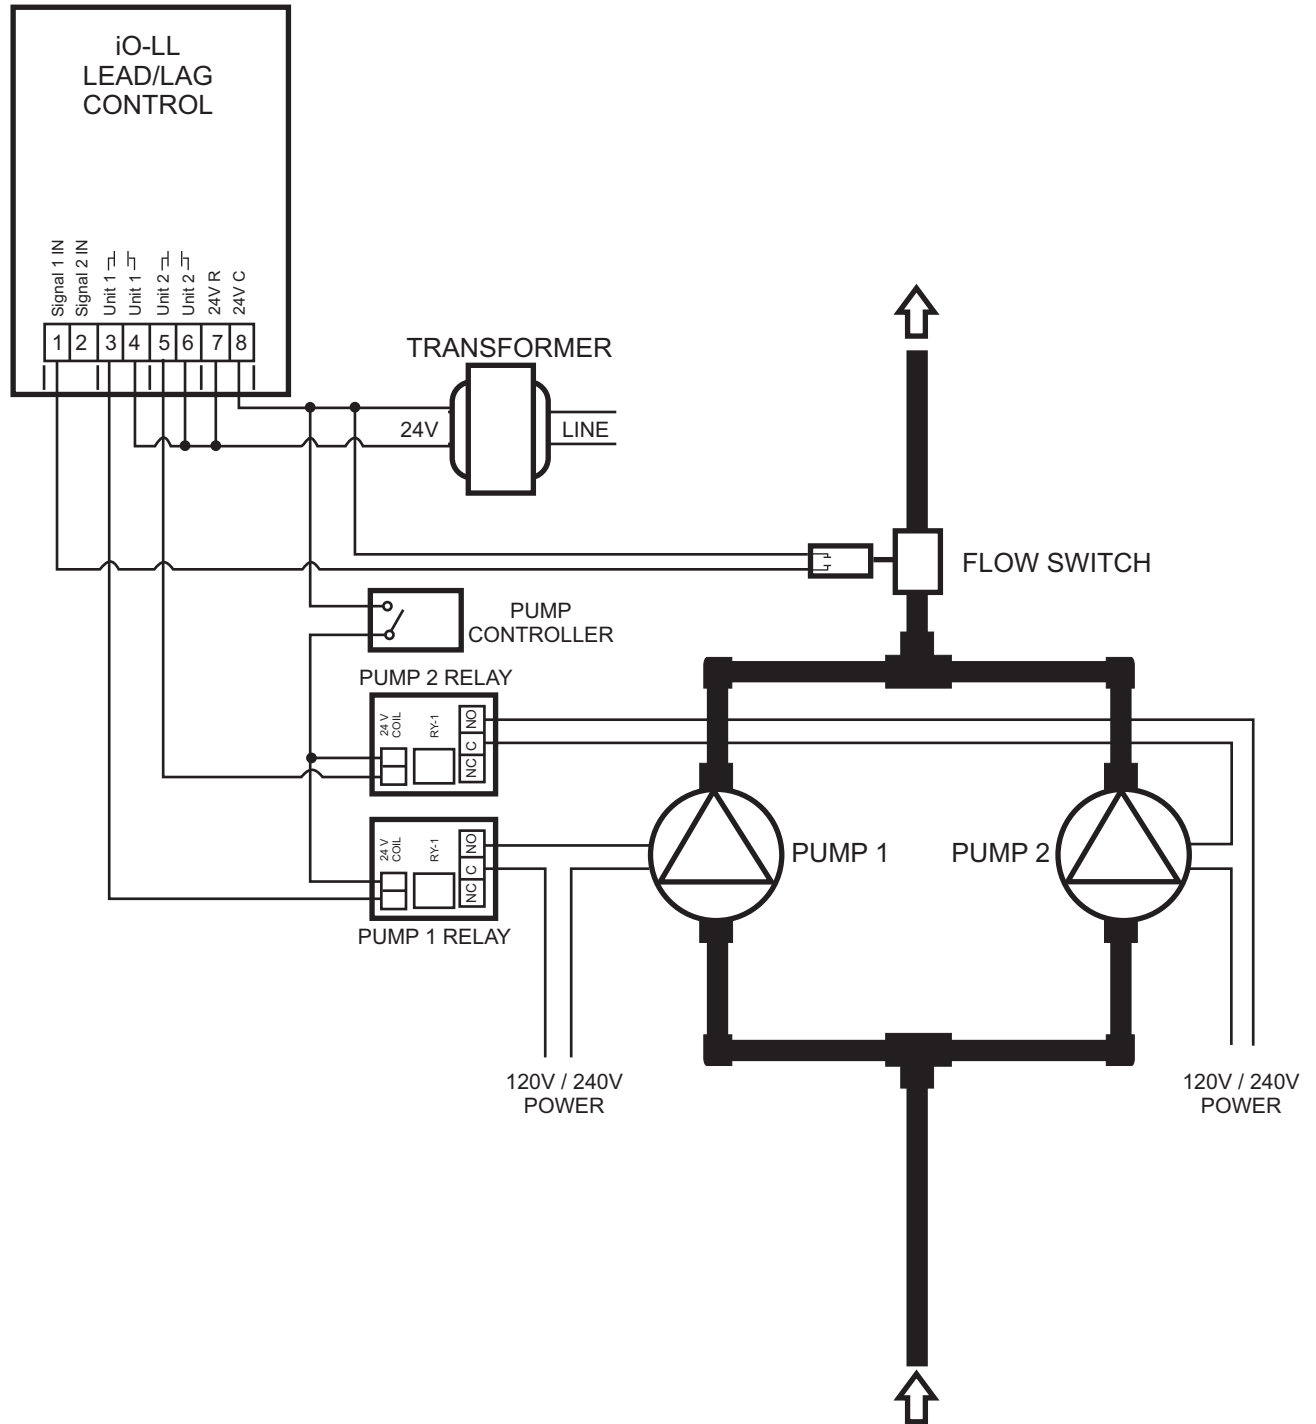 iO-LL
LEAD/LAG
CONTROL
Signal 1 IN
Signal 2 IN
Unit 1
Unit 1
Unit 2
Unit 2
24V R
24V C
1 2 3 4 5 6 7 8
TRANSFORMER
24V
LINE
FLOW SWITCH
PUMP
CONTROLLER
PUMP 2 RELAY
24 V
COIL
RY-1
NO
C
NC
24 V
COIL
RY-1
NO
C
NC
PUMP 1 RELAY
PUMP 1
PUMP 2
120V / 240V
POWER
120V / 240V
POWER